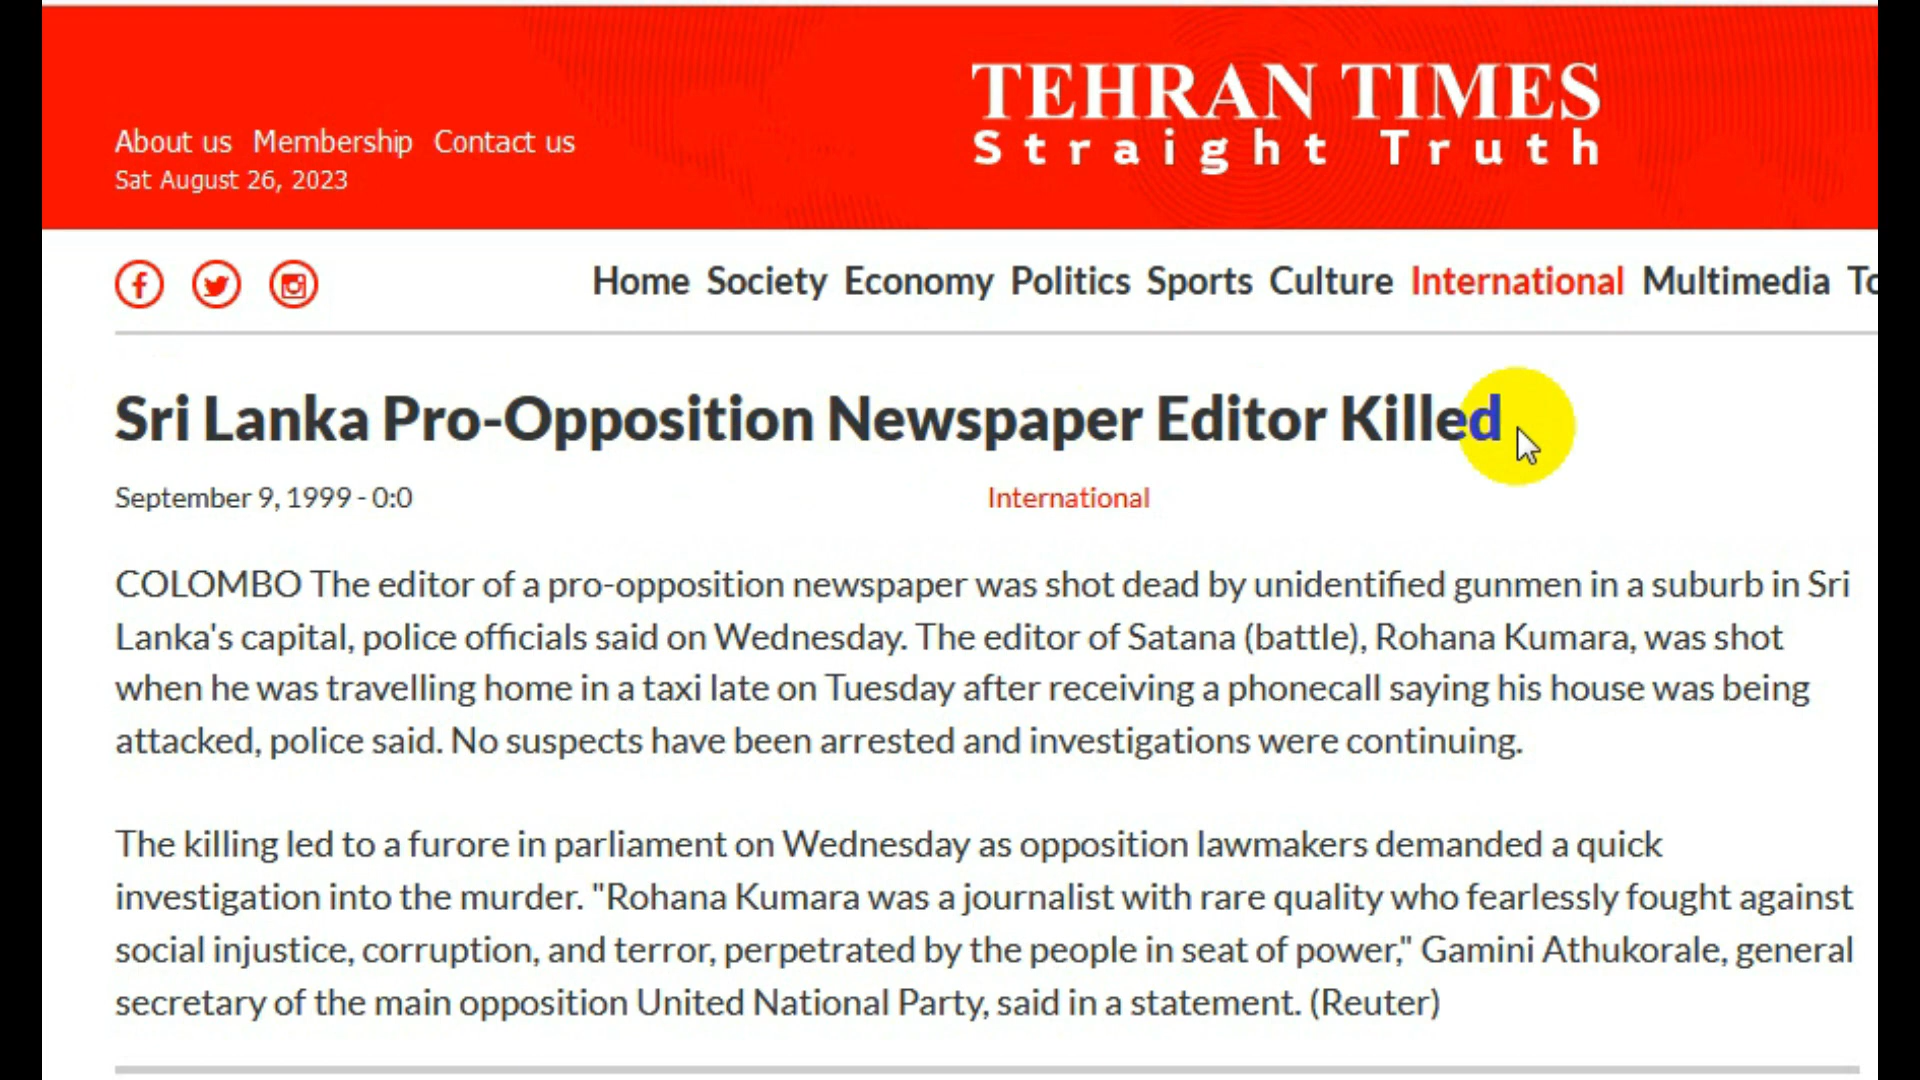 TEHRAN TIMES
Straight Truth
About us Membership Contact us
Sat August 26, 2023
Home Society Economy Politics Sports Culture International Multimedia
Sri Lanka Pro-Opposition Newspaper Editor Killed
September 9, 1999 - 0:0
International
COLOMBO The editor of a pro-opposition newspaper was shot dead by unidentified gunmen in a suburb in Sri
Lanka's capital, police officials said on Wednesday. The editor of Satana (battle), Rohana Kumara, was shot
when he was travelling home in a taxi late on Tuesday after receiving a phonecall saying his house was being
attacked, police said. No suspects have been arrested and investigations were continuing.
The killing led to a furore in parliament on Wednesday as opposition lawmakers demanded a quick
investigation into the murder. "Rohana Kumara was a journalist with rare quality who fearlessly fought against
social injustice, corruption, and terror, perpetrated by the people in seat of power," Gamini Athukorale, general
secretary of the main opposition United National Party, said in a statement. (Reuter)